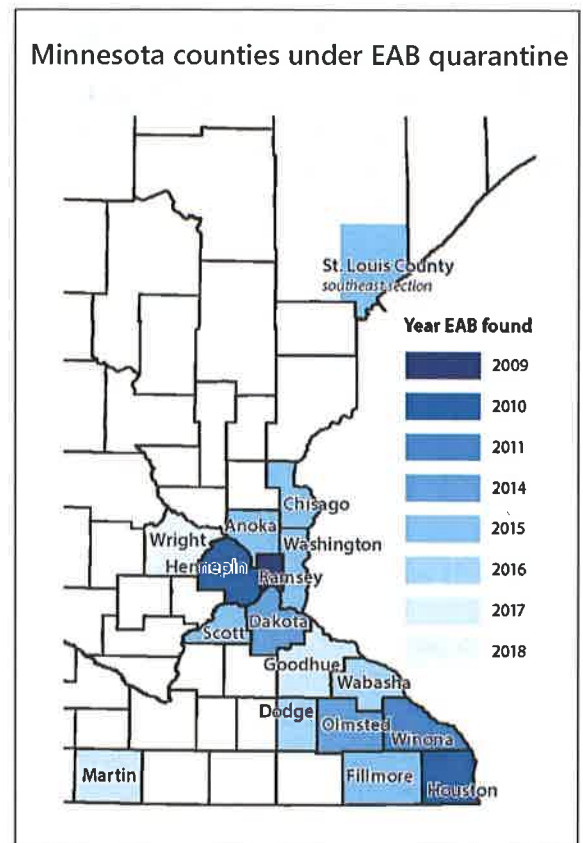 Minnesota counties under EAB quarantine
St. Louis County
southeast section
Year EAB found
2009
2010
2011
2014
2015
2016
2017
2018
Chisago
Anoka
Wright
Washington
Hennepin
Ramsey
Dakota
Scott
Goodhue
Wabasha
Dodge
Olmsted
Winona
Martin
Fillmore
Houston